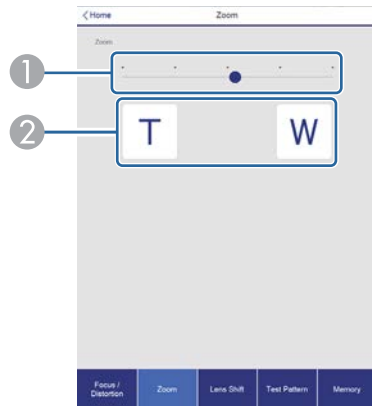 < Home
Zoom
Zoom
1
2
T
W
Focus /
Distortion
Zoom
Lens Shift
Test Pattern
Memory